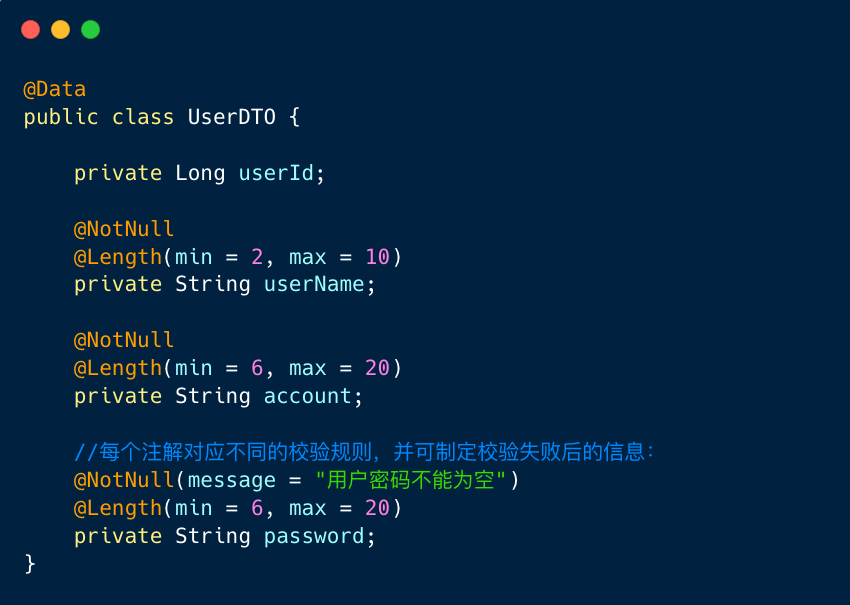 @Data
public class UserDTO {
    private Long userId;
    @NotNull
    @Length(min = 2, max = 10)
    private String userName;
    @NotNull
    @Length(min = 6, max = 20)
    private String account;
    //每个注解对应不同的校验规则，并可制定校验失败后的信息：
    @NotNull(message = "用户密码不能为空")
    @Length(min = 6, max = 20)
    private String password;
}